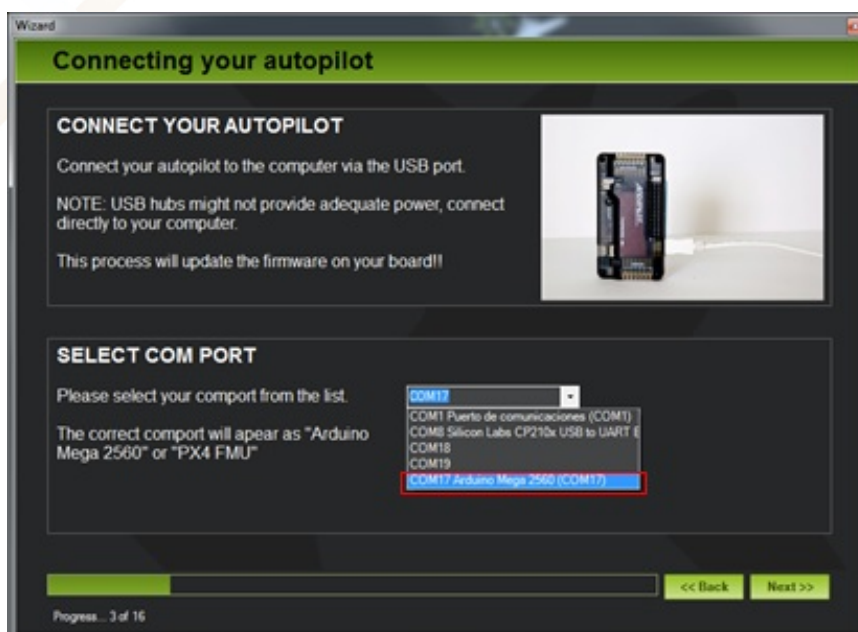 Wizard
Connecting your autopilot
CONNECT YOUR AUTOPILOT
Connect your autopilot to the computer via the USB port.
NOTE: USB hubs might not provide adequate power, connect
directly to your computer.
This process will update the firmware on your board!!
SELECT COM PORT
Please select your comport from the list.
COM17
The correct comport will apear as "Arduino
Mega 2560" or "PX4 FMU"
COM1 Puerto de comunicaciones (COM1)
COM8 Silicon Labs CP210x USB to UART
COM18
COM19
COM17 Arduino Mega 2560 (COM17)
<< Back
Next >>
Progress... 3 of 16